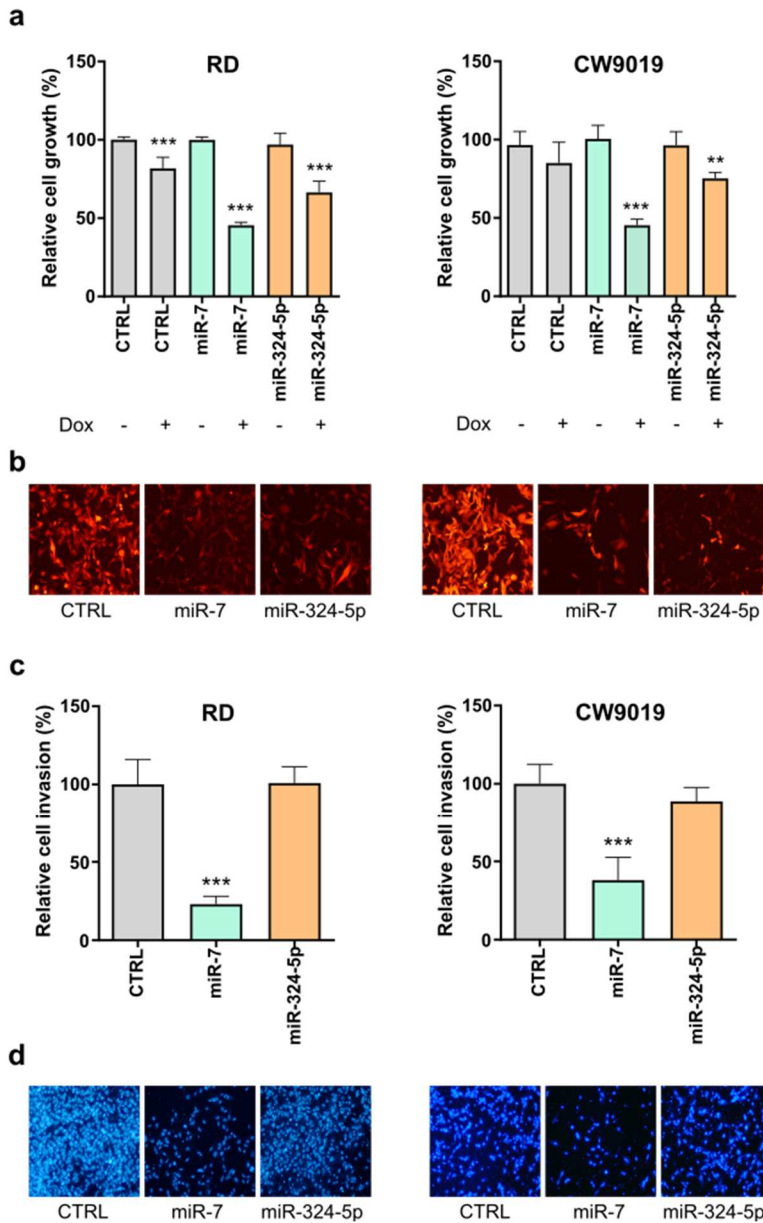 a
RD
Relative cell growth (%)
150
100
50
0
***
***
***
CTRL
CTRL
miR-7
miR-7
miR-324-5p
miR-324-5p
Dox - + - + - +
CW9019
Relative cell growth (%)
150
100
50
0
***
**
CTRL
CTRL
miR-7
miR-7
miR-324-5p
miR-324-5p
Dox - + - + - +
b
CTRL miR-7 miR-324-5p
CTRL miR-7 miR-324-5p
c
RD
Relative cell invasion (%)
150
100
50
0
***
CTRL
miR-7
miR-324-5p
CW9019
Relative cell invasion (%)
150
100
50
0
***
CTRL
miR-7
miR-324-5p
d
CTRL miR-7 miR-324-5p
CTRL miR-7 miR-324-5p